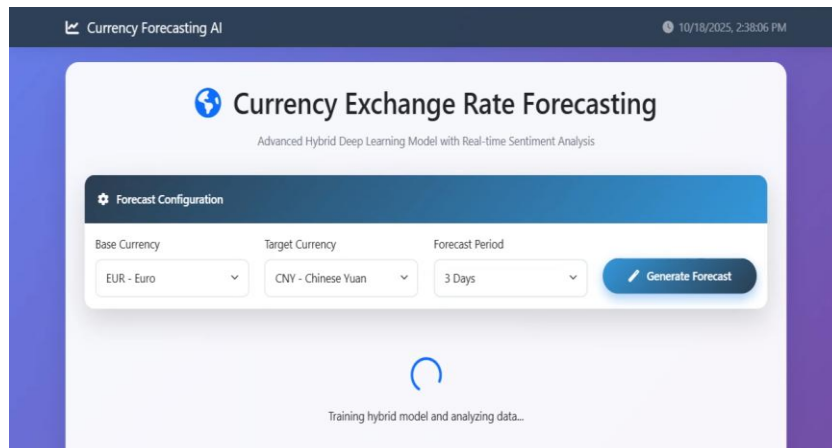 Currency Forecasting AI
10/18/2025, 2:38:06 PM
Currency Exchange Rate Forecasting
Advanced Hybrid Deep Learning Model with Real-time Sentiment Analysis
Forecast Configuration
Base Currency
Target Currency
Forecast Period
EUR - Euro
CNY - Chinese Yuan
3 Days
Generate Forecast
Training hybrid model and analyzing data...